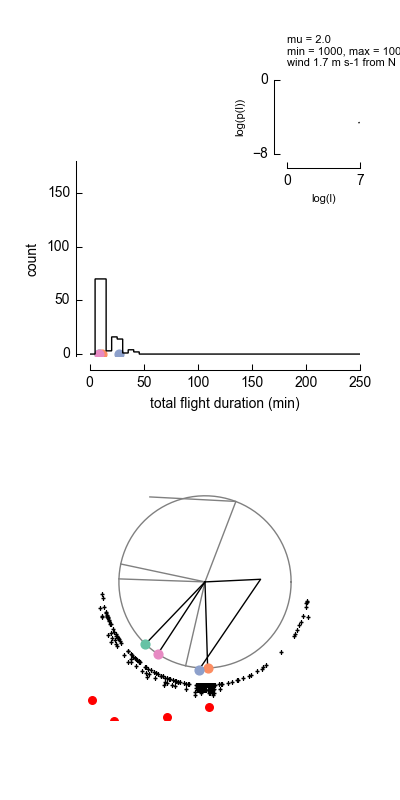 mu = 2.0
min = 1000, max = 100
wind 1.7 m s-1 from N
0
log(p(l))
−8
0
7
log(l)
150
100
50
0
count
0
50
100
150
200
250
total flight duration (min)